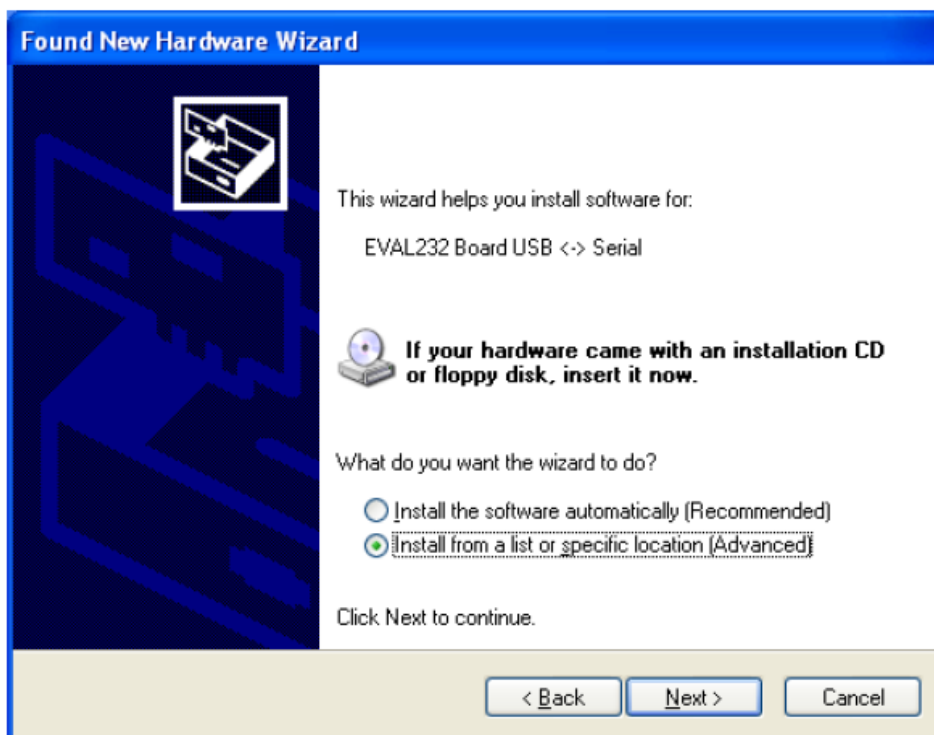 Found New Hardware Wizard
This wizard helps you install software for:
EVAL232 Board USB <-> Serial
If your hardware came with an installation CD
or floppy disk, insert it now.
What do you want the wizard to do?
Install the software automatically (Recommended)
Install from a list or specific location (Advanced)
Click Next to continue.
< Back
Next >
Cancel